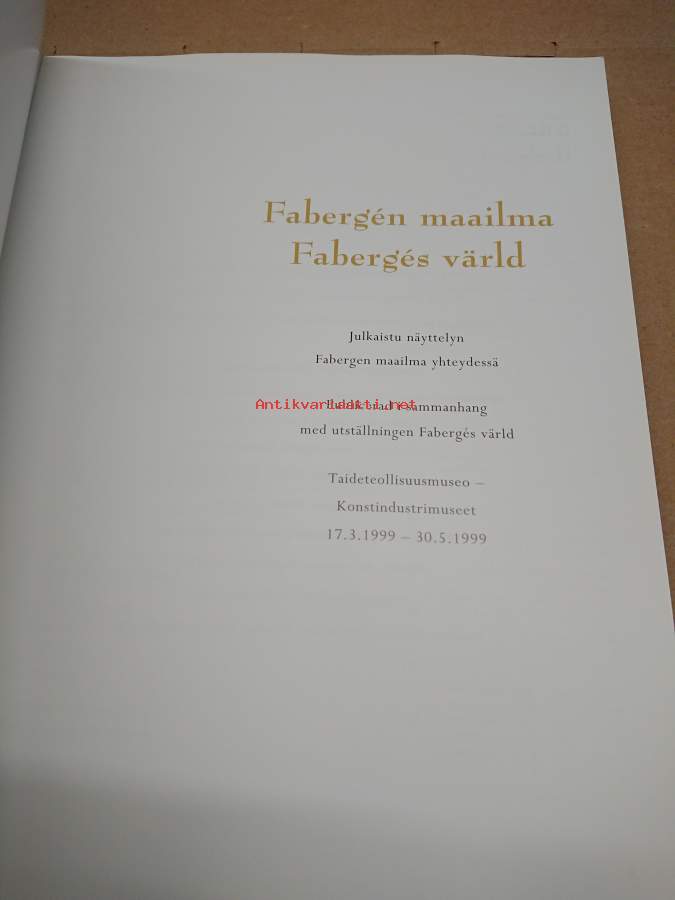 Fabergén maailma
Fabergés värld
Julkaistu näyttelyn
Fabergen maailma yhteydessä
Antikvariaatti.net
sammanhang
med utställningen Fabergés värld
Taideteollisuusmuseo –
Konstindustrimuseet
17.3.1999 – 30.5.1999